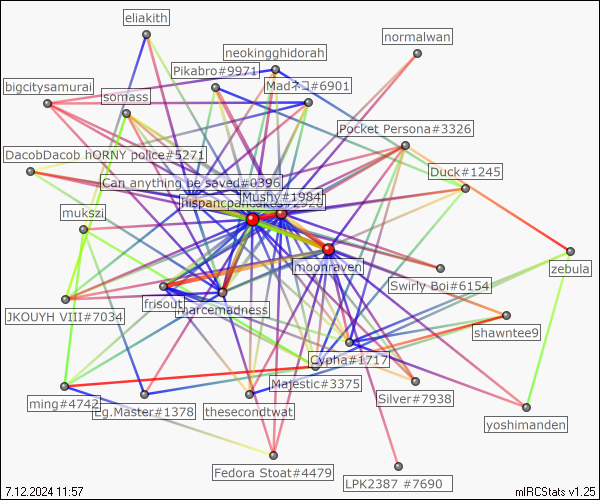 eliakith
normalwan
neokingghidorah
Pikabro#9971
Madネコ#6901
bigcitysamurai
somass
Pocket Persona#3326
DacobDacob hORNY police#5271
Duck#1245
Can anything be saved#0396
Mushy#1984
hispancpancakes#2926
mukszi
moonraven
zebula
Swirly Boi#6154
frisout
marcemadness
JKOUYH VIII#7034
shawntee9
Cypha#1717
Majestic#3375
Silver#7938
ming#4742
Eg.Master#1378
thesecondtwat
yoshimanden
Fedora Stoat#4479
LPK2387 #7690
7.12.2024 11:57
mIRCStats v1.25